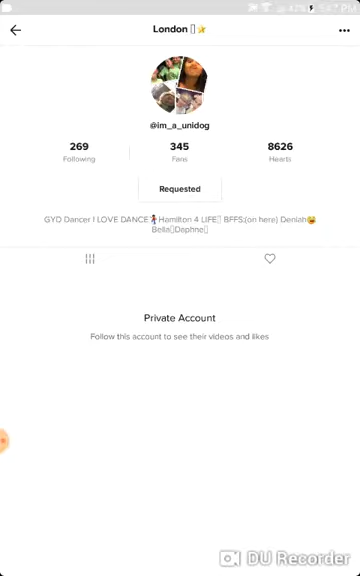 42%
London ⭐
@im_a_unidog
269
345
8626
Following
Fans
Hearts
Requested
GYD Dancer I LOVE DANCE💃🏿Hamilton 4 LIFE BFFS:(on here) Deniah😄
Bella Daphne
Private Account
Follow this account to see their videos and likes
DU Recorder